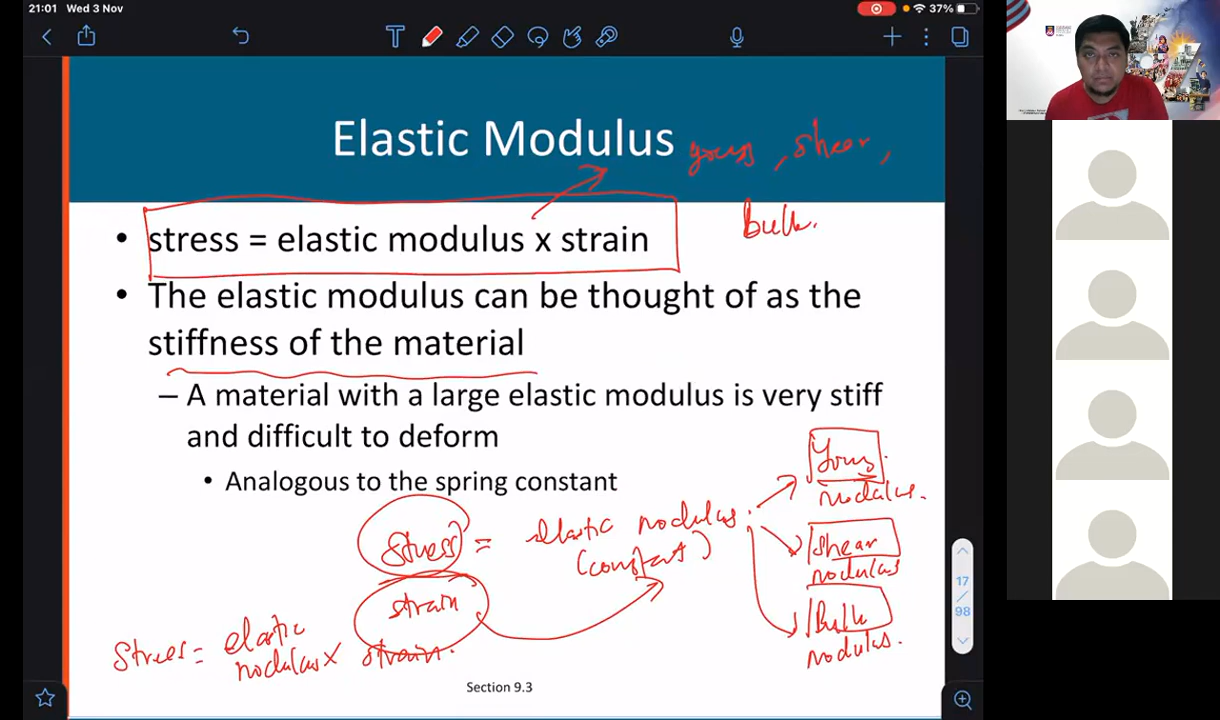 21:01 Wed 3 Nov
37%
Elastic Modulus
, shear,
bulk.
• stress = elastic modulus x strain
• The elastic modulus can be thought of as the
stiffness of the material
– A material with a large elastic modulus is very stiff
and difficult to deform
• Analogous to the spring constant
stress = elastic modulus
strain (constant)
Youngs
modulus.
shear
modulus
Bulk
modulus.
stress = elastic
modulus x strain.
Section 9.3
17
/
98